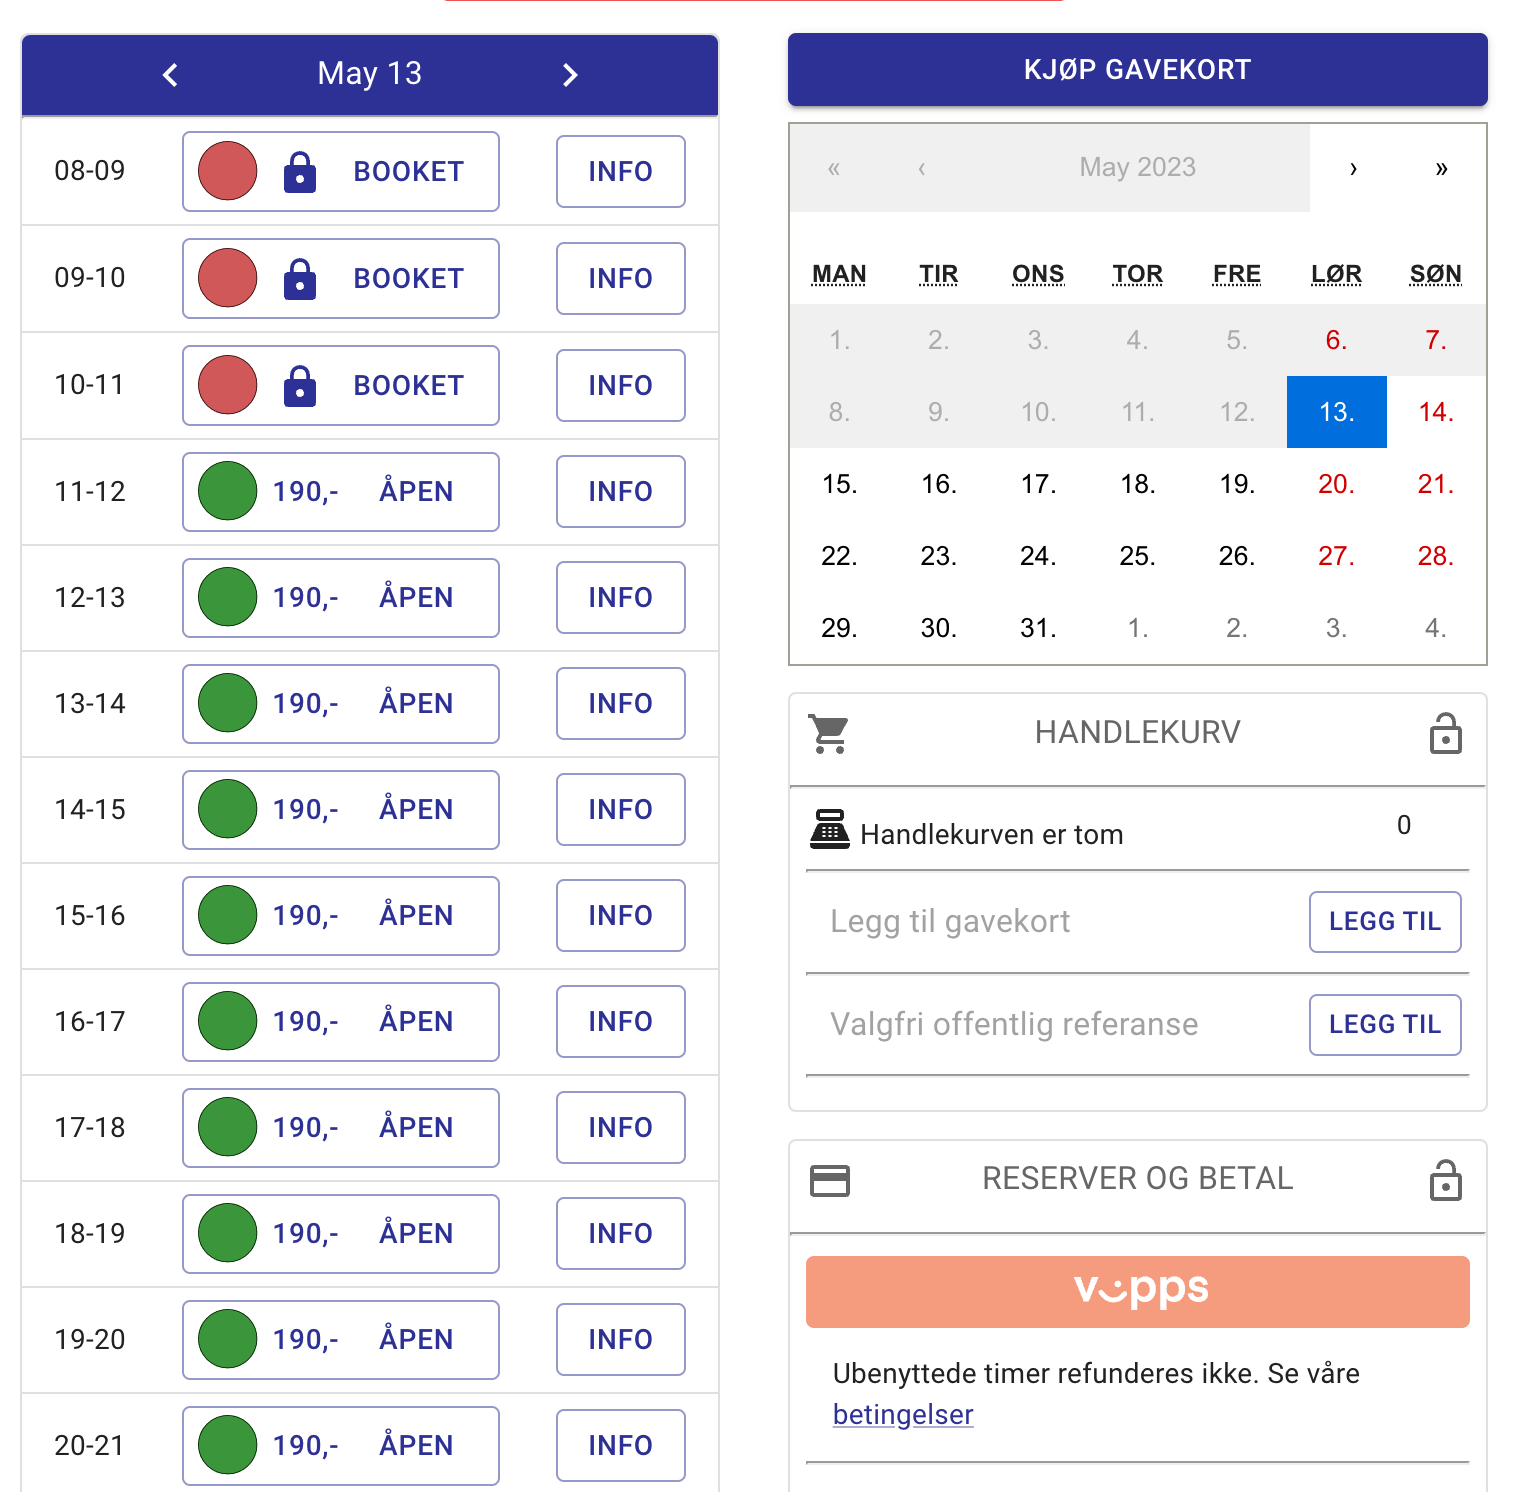 May 13
08-09 BOOKET INFO
09-10 BOOKET INFO
10-11 BOOKET INFO
11-12 190,- ÅPEN INFO
12-13 190,- ÅPEN INFO
13-14 190,- ÅPEN INFO
14-15 190,- ÅPEN INFO
15-16 190,- ÅPEN INFO
16-17 190,- ÅPEN INFO
17-18 190,- ÅPEN INFO
18-19 190,- ÅPEN INFO
19-20 190,- ÅPEN INFO
20-21 190,- ÅPEN INFO
KJØP GAVEKORT
« ‹ May 2023 › »
MAN TIR ONS TOR FRE LØR SØN
1. 2. 3. 4. 5. 6. 7.
8. 9. 10. 11. 12. 13. 14.
15. 16. 17. 18. 19. 20. 21.
22. 23. 24. 25. 26. 27. 28.
29. 30. 31. 1. 2. 3. 4.
HANDLEKURV
Handlekurven er tom 0
Legg til gavekort LEGG TIL
Valgfri offentlig referanse LEGG TIL
RESERVER OG BETAL
vipps
Ubenyttede timer refunderes ikke. Se våre
betingelser